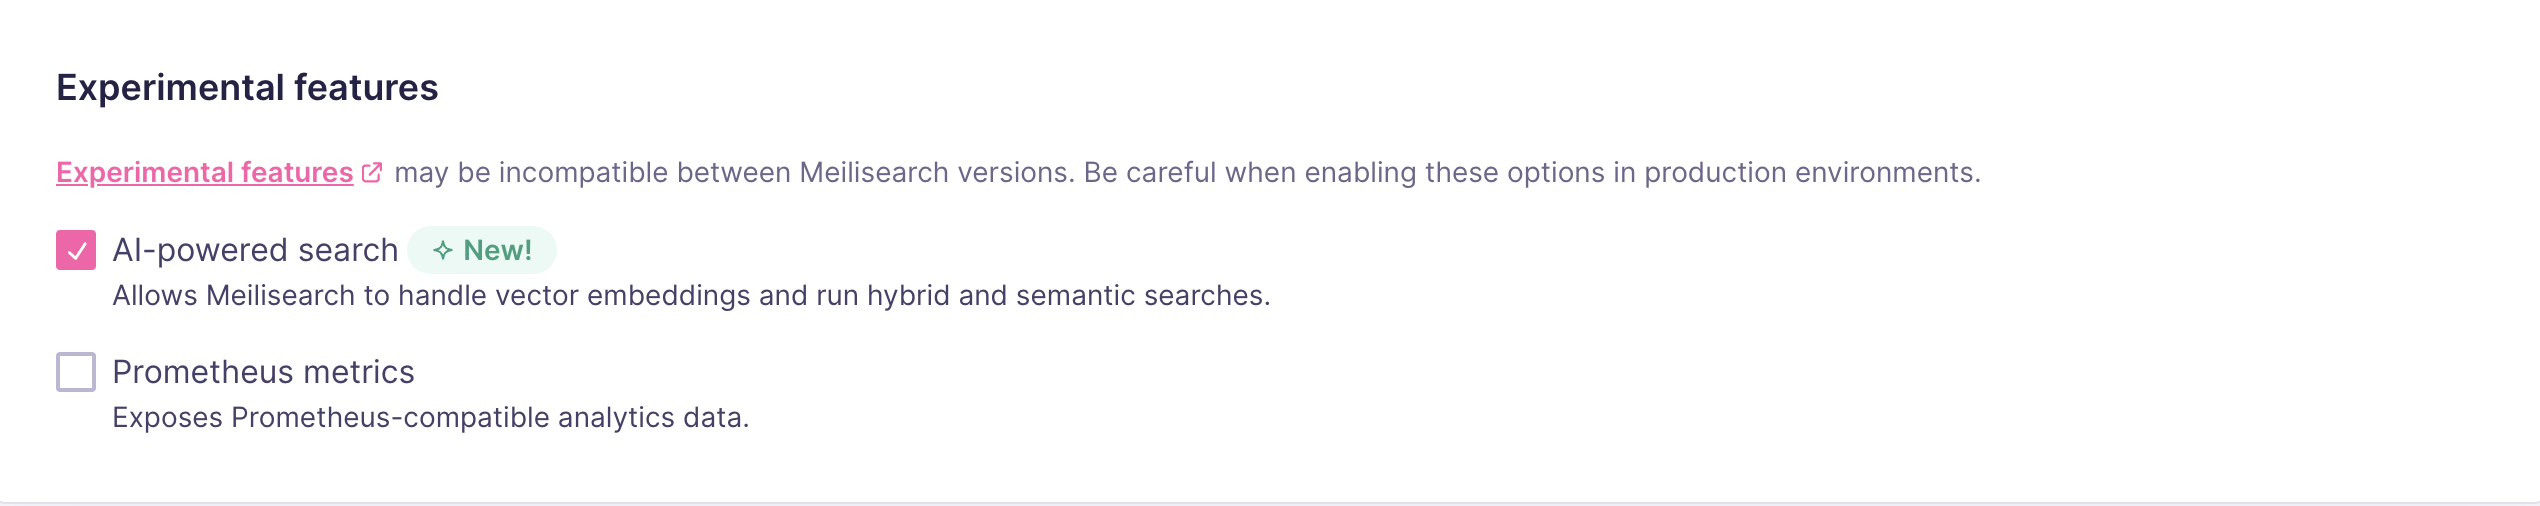 Experimental features
Experimental features may be incompatible between Meilisearch versions. Be careful when enabling these options in production environments.
AI-powered search New!
Allows Meilisearch to handle vector embeddings and run hybrid and semantic searches.
Prometheus metrics
Exposes Prometheus-compatible analytics data.